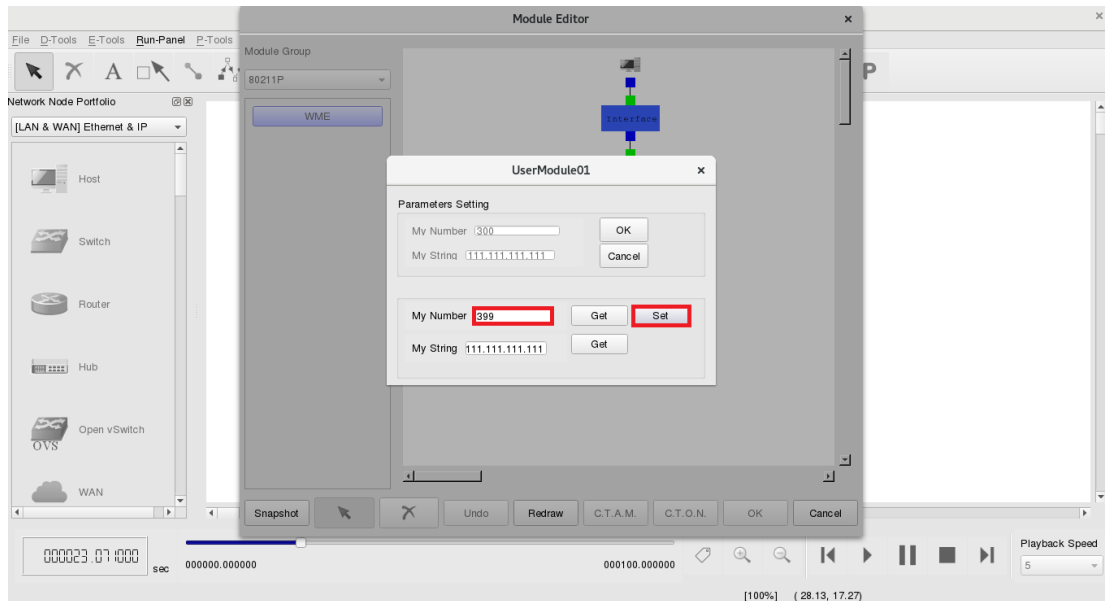 Module Editor
File D-Tools E-Tools Run-Panel P-Tools
A
P
Network Node Portfolio
[LAN & WAN] Ethernet & IP
Host
Switch
Router
Hub
Open vSwitch
OVS
WAN
Module Group
80211P
WME
Interface
UserModule01
Parameters Setting
My Number 300 OK
My String 111.111.111.111 Cancel
My Number 399 Get Set
My String 111.111.111.111 Get
Snapshot Undo Redraw C.T.A.M. C.T.O.N. OK Cancel
000023.071000 sec
000000.000000 000100.000000
Playback Speed
5
[100%] ( 28.13, 17.27)